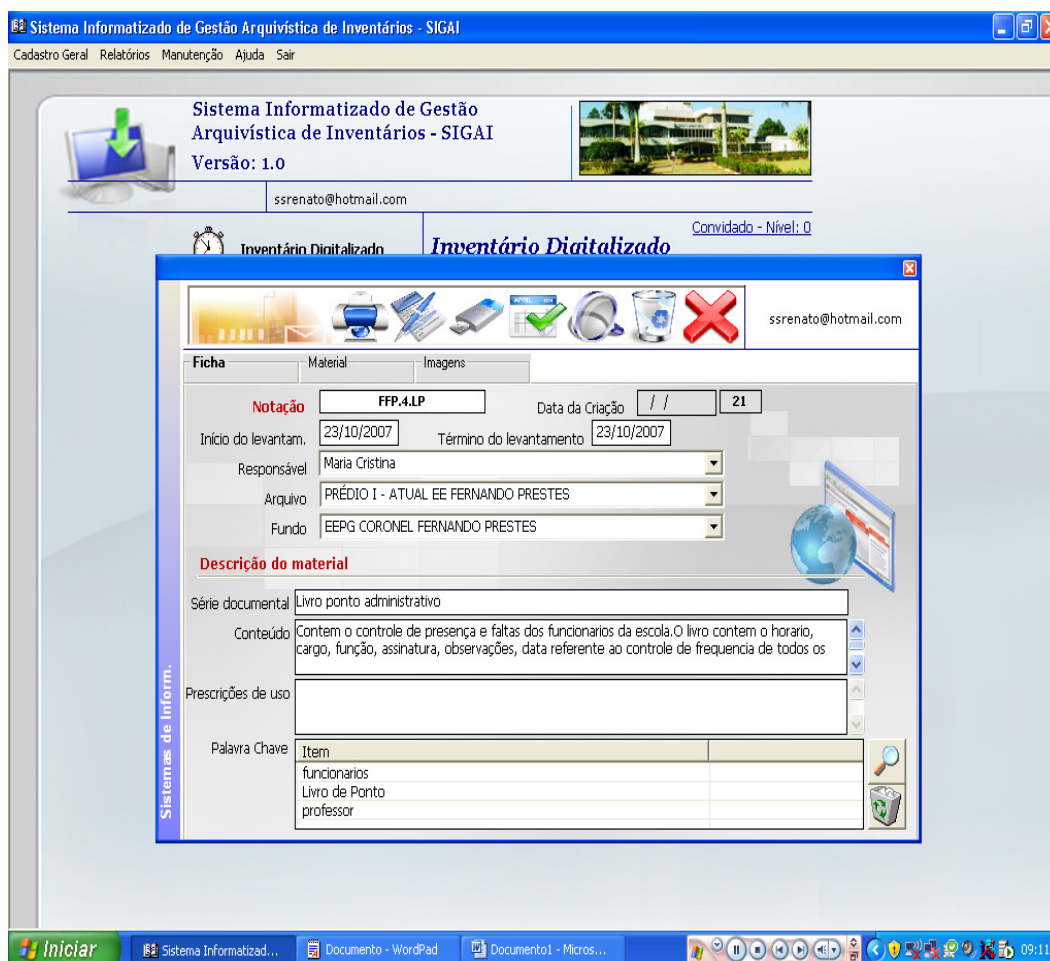 Sistema Informatizado de Gestão Arquivística de Inventários - SIGAI
Cadastro Geral Relatórios Manutenção Ajuda Sair
Sistema Informatizado de Gestão
Arquivística de Inventários - SIGAI
Versão: 1.0
ssrenato@hotmail.com
Convidado - Nível: 0
Inventário Digitalizado Inventário Digitalizado
ssrenato@hotmail.com
Ficha Material Imagens
Notação FFP.4.LP Data da Criação / / 21
Início do levantam. 23/10/2007 Término do levantamento 23/10/2007
Responsável Maria Cristina
Arquivo PRÉDIO I - ATUAL EE FERNANDO PRESTES
Fundo EEPG CORONEL FERNANDO PRESTES
Descrição do material
Série documental Livro ponto administrativo
Conteúdo Contem o controle de presença e faltas dos funcionarios da escola.O livro contem o horario,
cargo, função, assinatura, observações, data referente ao controle de frequencia de todos os
Prescrições de uso
Palavra Chave Item
funcionarios
Livro de Ponto
professor
Sistemas de Inform.
Iniciar Sistema Informatizad... Documento - WordPad Documento1 - Micros... 09:11